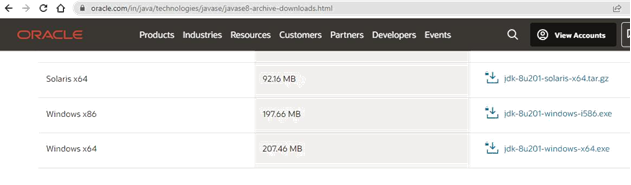 oracle.com/in/java/technologies/javase/javase8-archive-downloads.html
ORACLE Products Industries Resources Customers Partners Developers Events View Accounts
Solaris x64 92.16 MB jdk-8u201-solaris-x64.tar.gz
Windows x86 197.66 MB jdk-8u201-windows-i586.exe
Windows x64 207.46 MB jdk-8u201-windows-x64.exe